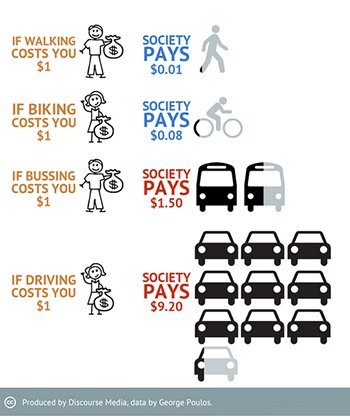 IF WALKING
COSTS YOU
$1
$
SOCIETY
PAYS
$0.01
IF BIKING
COSTS YOU
$1
$
SOCIETY
PAYS
$0.08
IF BUSSING
COSTS YOU
$1
$
SOCIETY
PAYS
$1.50
IF DRIVING
COSTS YOU
$1
$
SOCIETY
PAYS
$9.20
cc Produced by Discourse Media, data by George Poulos.